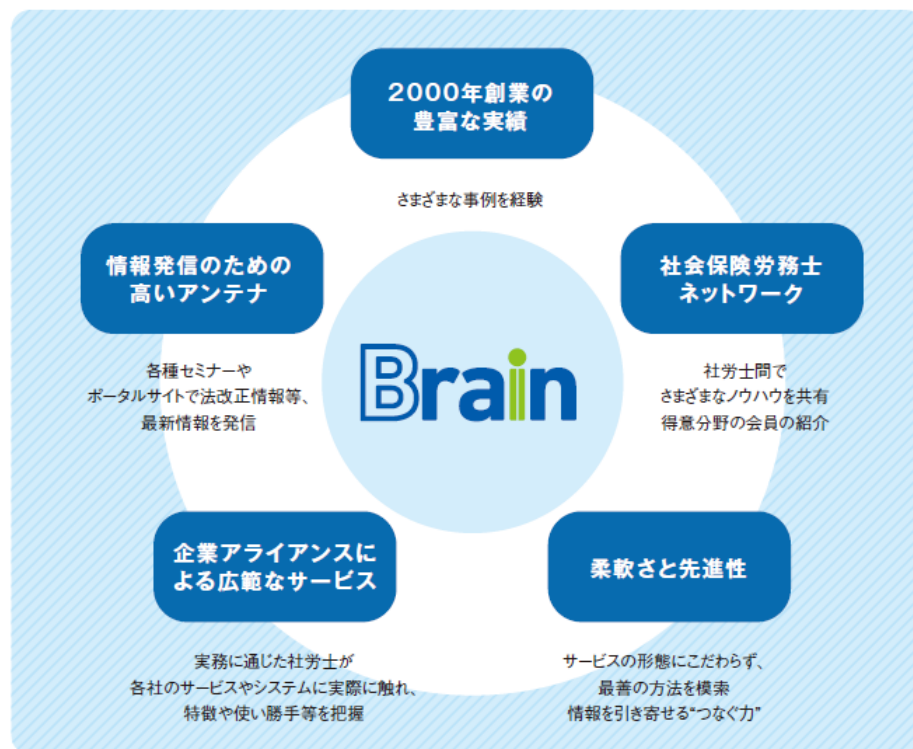 2000年創業の
豊富な実績
さまざまな事例を経験
情報発信のための
高いアンテナ
各種セミナーや
ポータルサイトで法改正情報等、
最新情報を発信
社会保険労務士
ネットワーク
社労士間で
さまざまなノウハウを共有
得意分野の会員の紹介
Brain
企業アライアンスに
よる広範なサービス
実務に通じた社労士が
各社のサービスやシステムに実際に触れ、
特徴や使い勝手等を把握
柔軟さと先進性
サービスの形態にこだわらず、
最善の方法を模索
情報を引き寄せる“つなぐ力”